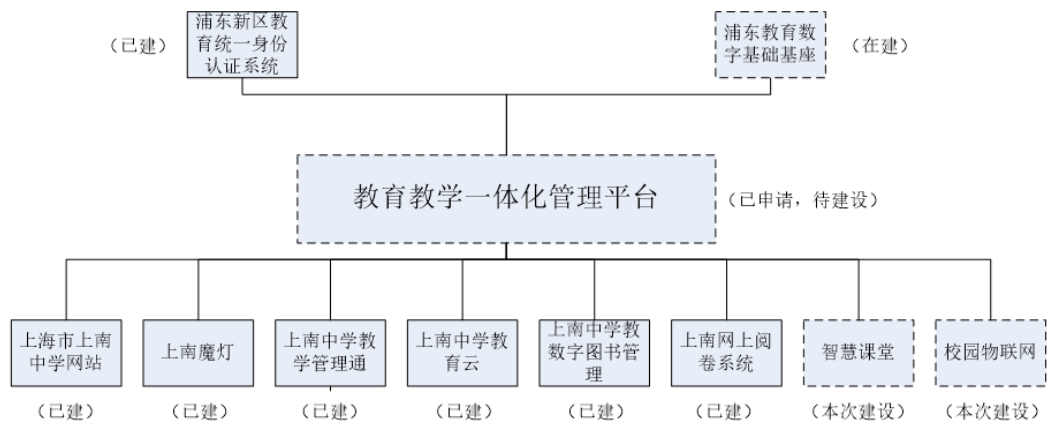 浦东新区教
育统一身份
认证系统
(已建)
浦东教育数
字基础基座
(在建)
教育教学一体化管理平台
(已申请，待建设)
上海市上南
中学网站
上南魔灯
上南中学教
学管理通
上南中学教
育云
上南中学教
数字图书管
理
上南网上阅
卷系统
智慧课堂
校园物联网
(已建)
(已建)
(已建)
(已建)
(已建)
(已建)
(本次建设)
(本次建设)